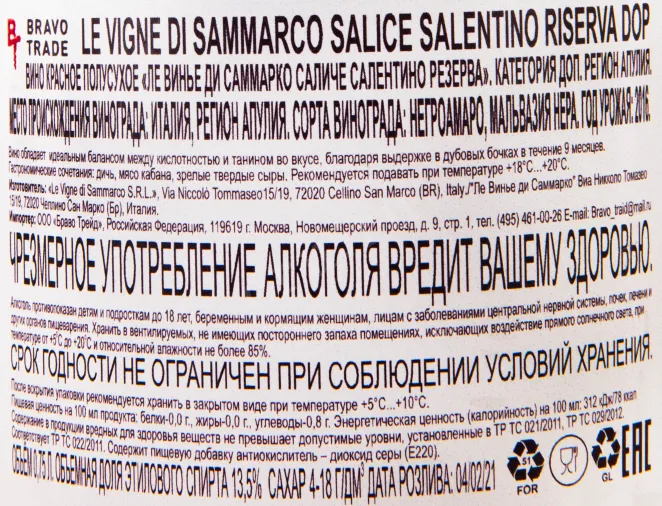 BRAVO TRADE
LE VIGNE DI SAMMARCO SALICE SALENTINO RISERVA DOP
ВИНО КРАСНОЕ ПОЛУСУХОЕ «ЛЕ ВИНЬЕ ДИ САММАРКО САЛИЧЕ САЛЕНТИНО РЕЗЕРВА». КАТЕГОРИЯ ДОП. РЕГИОН АПУЛИЯ.
МЕСТО ПРОИСХОЖДЕНИЯ ВИНОГРАДА: ИТАЛИЯ, РЕГИОН АПУЛИЯ. СОРТА ВИНОГРАДА: НЕГРОАМАРО, МАЛЬВАЗИЯ НЕРА. ГОД УРОЖАЯ: 2016.
Вино обладает идеальным балансом между кислотностью и танином во вкусе, благодаря выдержке в дубовых бочках в течение 9 месяцев.
Гастрономические сочетания: дичь, мясо кабана, зрелые твердые сыры. Рекомендуется подавать при температуре +18°С...+20°С.
Изготовитель: «Le Vigne di Sammarco S.R.L.», Via Niccolò Tommaseo15/19, 72020 Cellino San Marco (BR), Italy./"Ле Винье ди Саммарко" Виа Никколо Томазео
15/19, 72020 Челлино Сан Марко (Бр), Италия.
Импортер: ООО «Браво Трейд», Российская Федерация, 119619 г. Москва, Новомещерский проезд, д. 9, стр. 1, тел. (495) 461-00-26 E-mail: Bravo_traid@mail.ru
ЧРЕЗМЕРНОЕ УПОТРЕБЛЕНИЕ АЛКОГОЛЯ ВРЕДИТ ВАШЕМУ ЗДОРОВЬЮ.
Алкоголь противопоказан детям и подросткам до 18 лет, беременным и кормящим женщинам, лицам с заболеваниями центральной нервной системы, почек, печени и
других органов пищеварения. Хранить в вентилируемых, не имеющих постороннего запаха помещениях, исключающих воздействие прямого солнечного света, при
температуре от +5°С до +20°С и относительной влажности не более 85%.
СРОК ГОДНОСТИ НЕ ОГРАНИЧЕН ПРИ СОБЛЮДЕНИИ УСЛОВИЙ ХРАНЕНИЯ.
После вскрытия упаковки рекомендуется хранить в закрытом виде при температуре +5°С...+10°С.
Пищевая ценность на 100 мл продукта: белки-0,0 г., жиры-0,0 г., углеводы-0,8 г. Энергетическая ценность (калорийность) на 100 мл: 312 кДж/78 ккал
Содержание в продукции вредных для здоровья веществ не превышает допустимые уровни, установленные в ТР ТС 021/2011, ТР ТС 029/2012.
Соответствует ТР ТС 022/2011. Содержит пищевую добавку антиокислитель – диоксид серы (Е220).
ОБЪЕМ 0,75 Л. ОБЪЕМНАЯ ДОЛЯ ЭТИЛОВОГО СПИРТА 13,5% САХАР 4-18 Г/ДМ³ ДАТА РОЗЛИВА: 04/02/21
51
FOR
GL
ЕАС